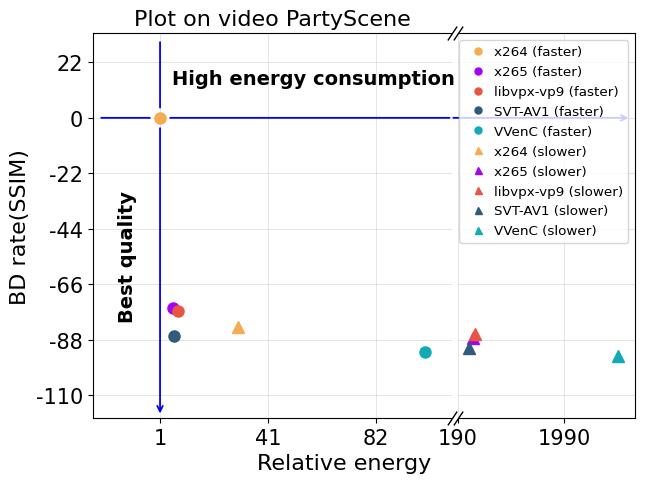 Plot on video PartyScene
High energy consumption
Best quality
BD rate(SSIM)
22
0
-22
-44
-66
-88
-110
x264 (faster)
x265 (faster)
libvpx-vp9 (faster)
SVT-AV1 (faster)
VVenC (faster)
x264 (slower)
x265 (slower)
libvpx-vp9 (slower)
SVT-AV1 (slower)
VVenC (slower)
1 41 82 190 1990
Relative energy